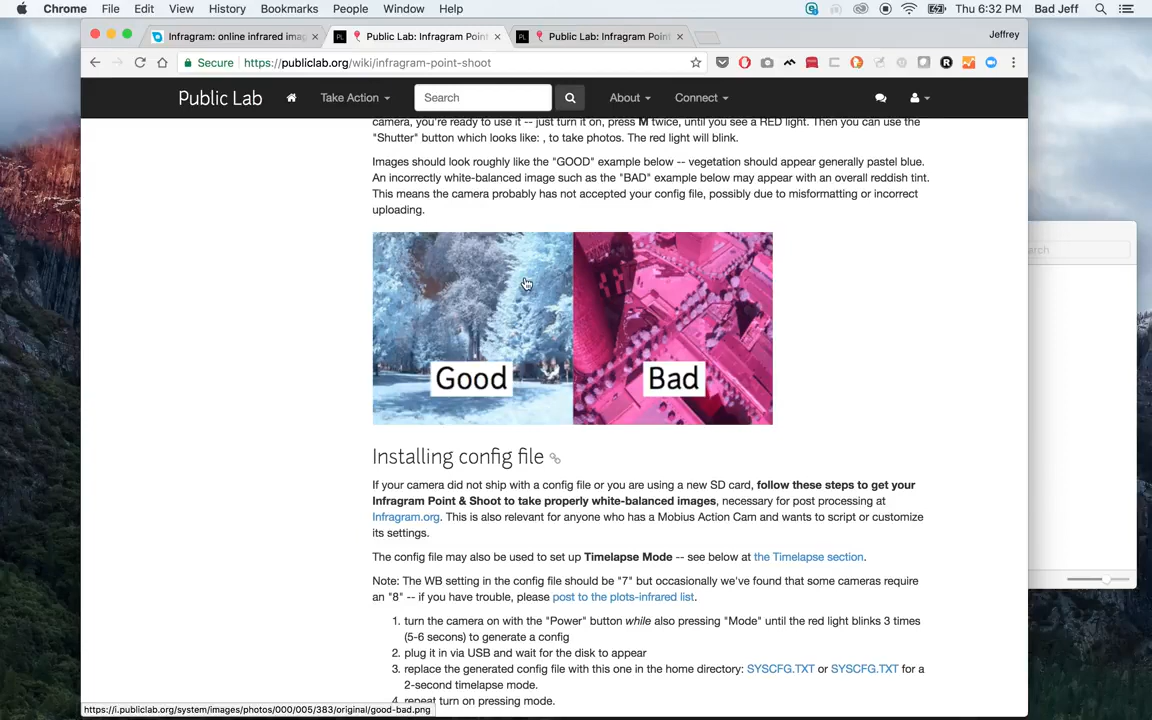 Chrome File Edit View History Bookmarks People Window Help Thu 6:32 PM Bad Jeff
Infragram: online infrared imag Public Lab: Infragram Point Public Lab: Infragram Point Jeffrey
Secure https://publiclab.org/wiki/infragram-point-shoot
Public Lab Take Action Search About Connect
camera, you're ready to use it -- just turn it on, press M twice, until you see a RED light. Then you can use the
"Shutter" button which looks like: , to take photos. The red light will blink.
Images should look roughly like the "GOOD" example below -- vegetation should appear generally pastel blue.
An incorrectly white-balanced image such as the "BAD" example below may appear with an overall reddish tint.
This means the camera probably has not accepted your config file, possibly due to misformatting or incorrect
uploading.
Good Bad
Installing config file
If your camera did not ship with a config file or you are using a new SD card, follow these steps to get your
Infragram Point & Shoot to take properly white-balanced images, necessary for post processing at
Infragram.org. This is also relevant for anyone who has a Mobius Action Cam and wants to script or customize
its settings.
The config file may also be used to set up Timelapse Mode -- see below at the Timelapse section.
Note: The WB setting in the config file should be "7" but occasionally we've found that some cameras require
an "8" -- if you have trouble, please post to the plots-infrared list.
1. turn the camera on with the "Power" button while also pressing "Mode" until the red light blinks 3 times
(5-6 secons) to generate a config
2. plug it in via USB and wait for the disk to appear
3. replace the generated config file with this one in the home directory: SYSCFG.TXT or SYSCFG.TXT for a
2-second timelapse mode.
4. repeat turn on pressing mode.
https://i.publiclab.org/system/images/photos/000/005/383/original/good-bad.png